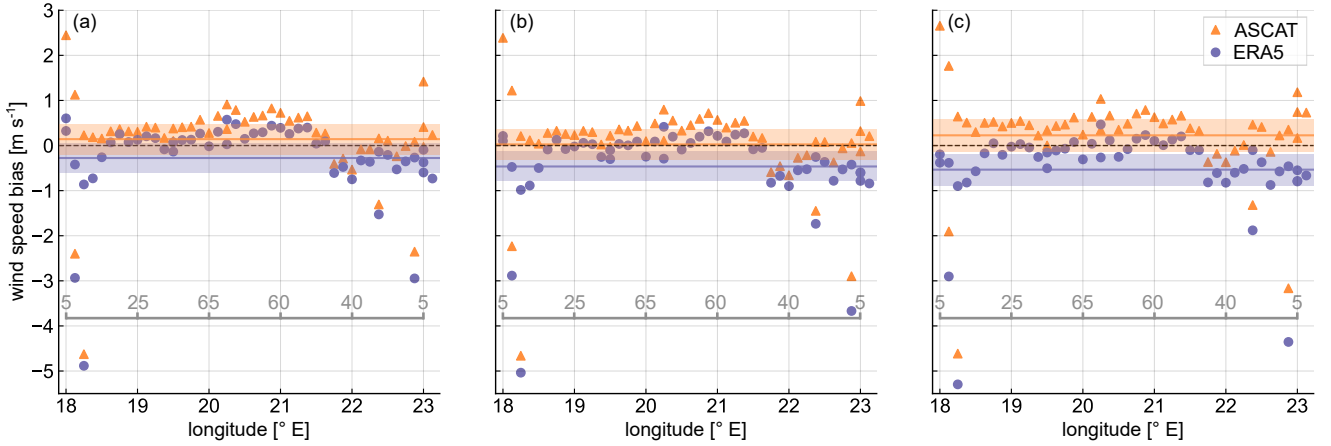 (a)
(b)
(c)
ASCAT
ERA5
wind speed bias [m s⁻¹]
3
2
1
0
−1
−2
−3
−4
−5
5 25 65 60 40 5
5 25 65 60 40 5
5 25 65 60 40 5
18 19 20 21 22 23
18 19 20 21 22 23
18 19 20 21 22 23
longitude [° E]
longitude [° E]
longitude [° E]